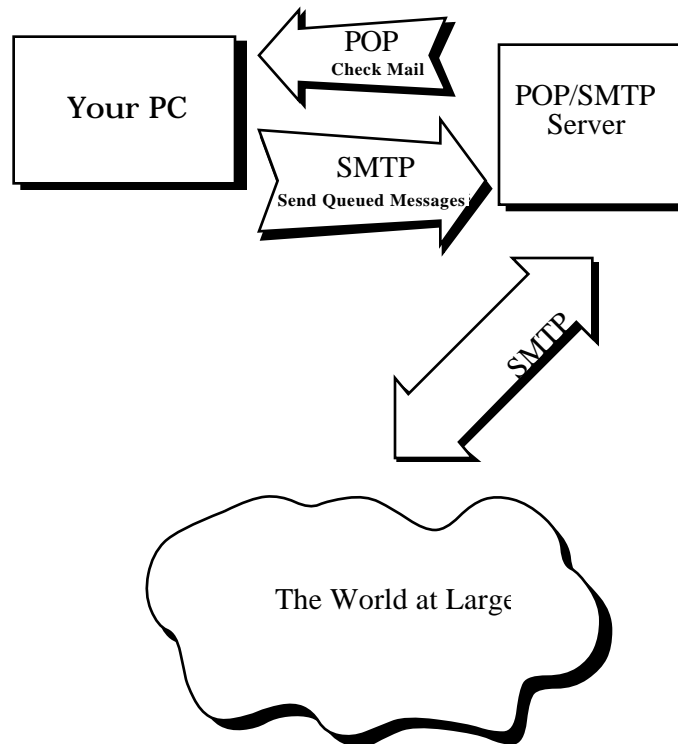 POP
Check Mail
Your PC
POP/SMTP
Server
SMTP
Send Queued Messages
SMTP
The World at Large